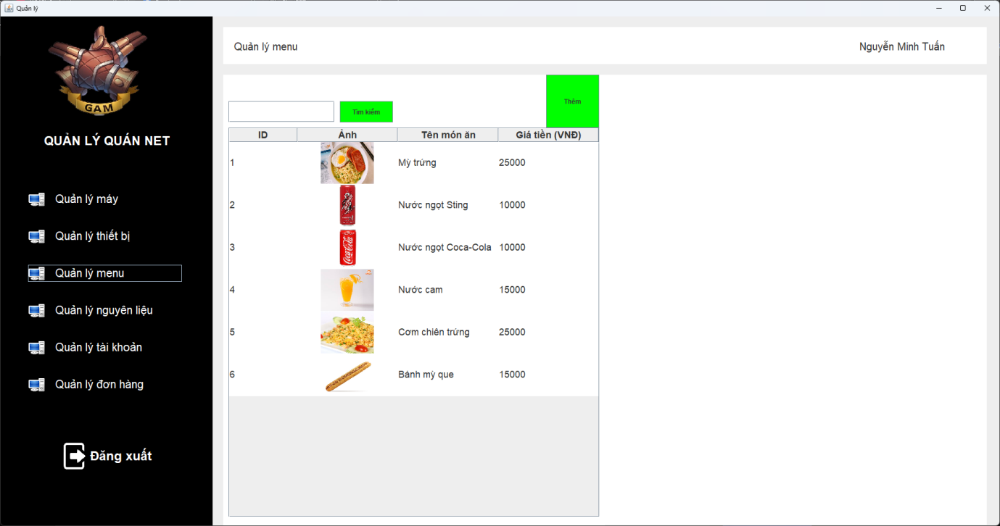 Quản lý
GAM
QUẢN LÝ QUÁN NET
Quản lý máy
Quản lý thiết bị
Quản lý menu
Quản lý nguyên liệu
Quản lý tài khoản
Quản lý đơn hàng
Đăng xuất
Quản lý menu
Nguyễn Minh Tuấn
Tìm kiếm
Thêm
ID Ảnh Tên món ăn Giá tiền (VNĐ)
1 Mỳ trứng 25000
2 Nước ngọt Sting 10000
3 Coca-Cola Nước ngọt Coca-Cola 10000
4 Nước cam 15000
5 Cơm chiên trứng 25000
6 Bánh mỳ que 15000